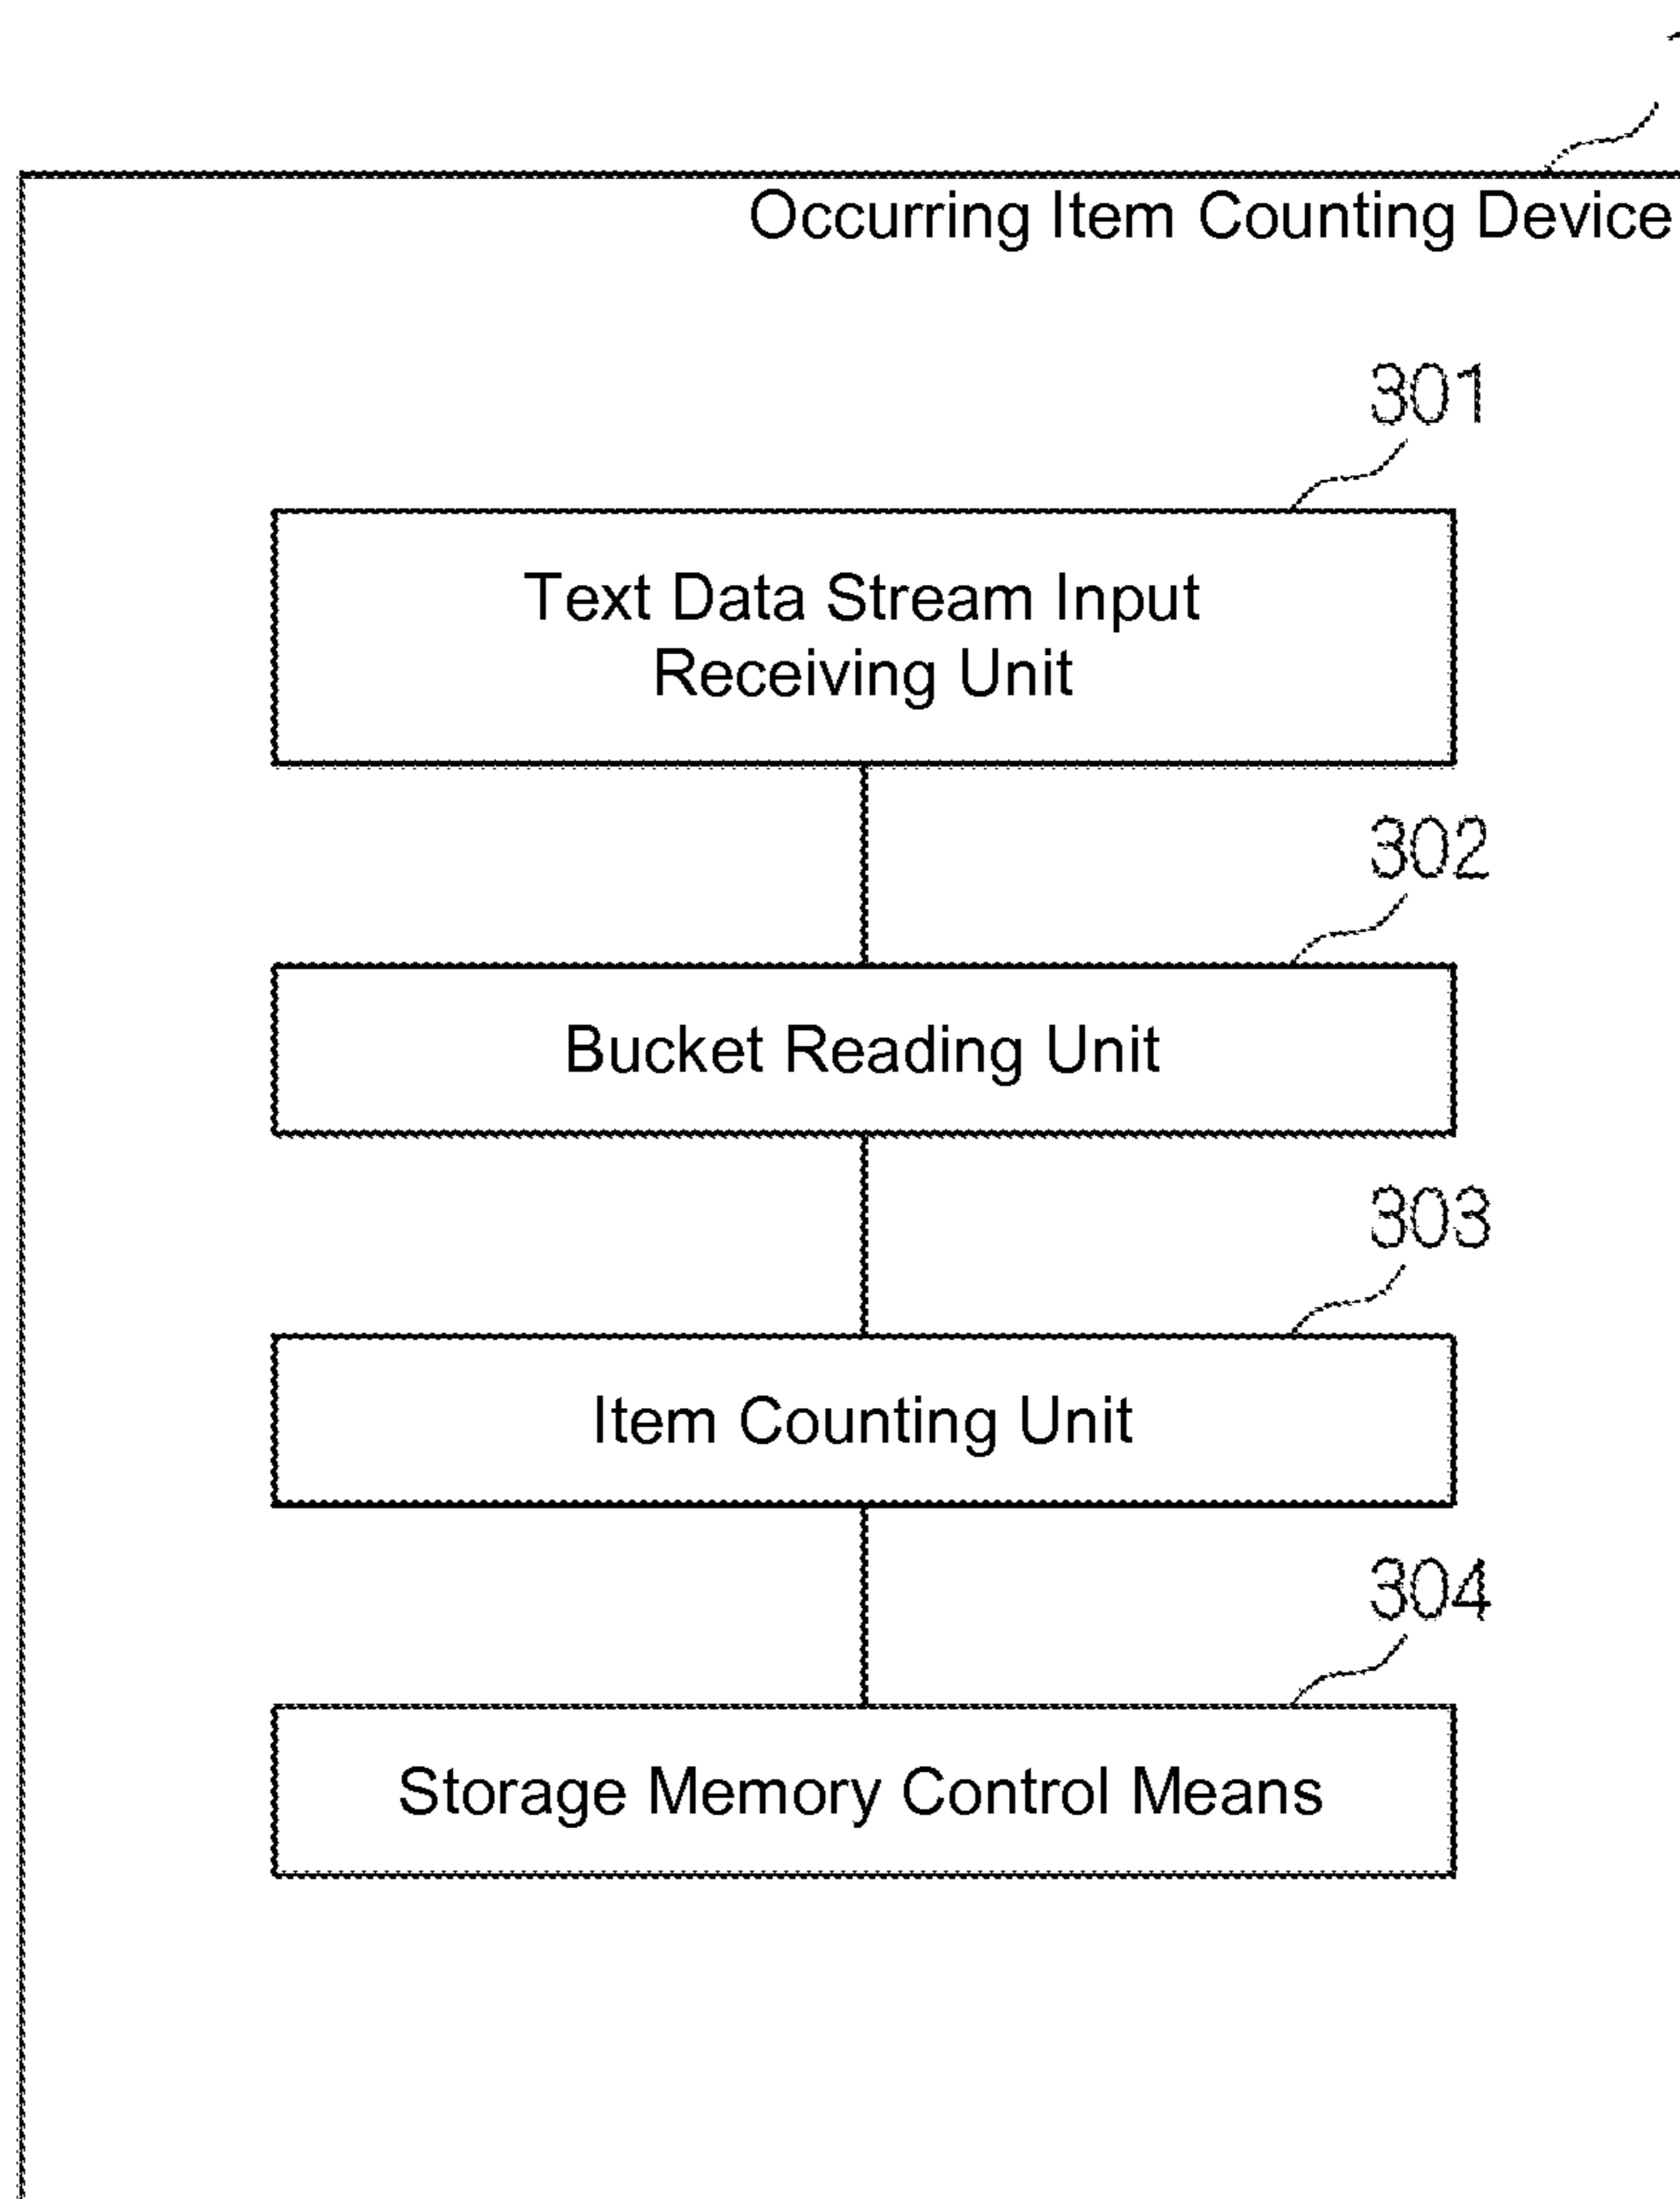 Occurring Item Counting Device
301
Text Data Stream Input
Receiving Unit
302
Bucket Reading Unit
303
Item Counting Unit
304
Storage Memory Control Means